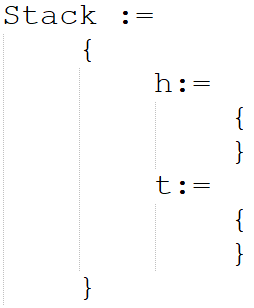 Stack :=
{
h:=
{
}
t:=
{
}
}